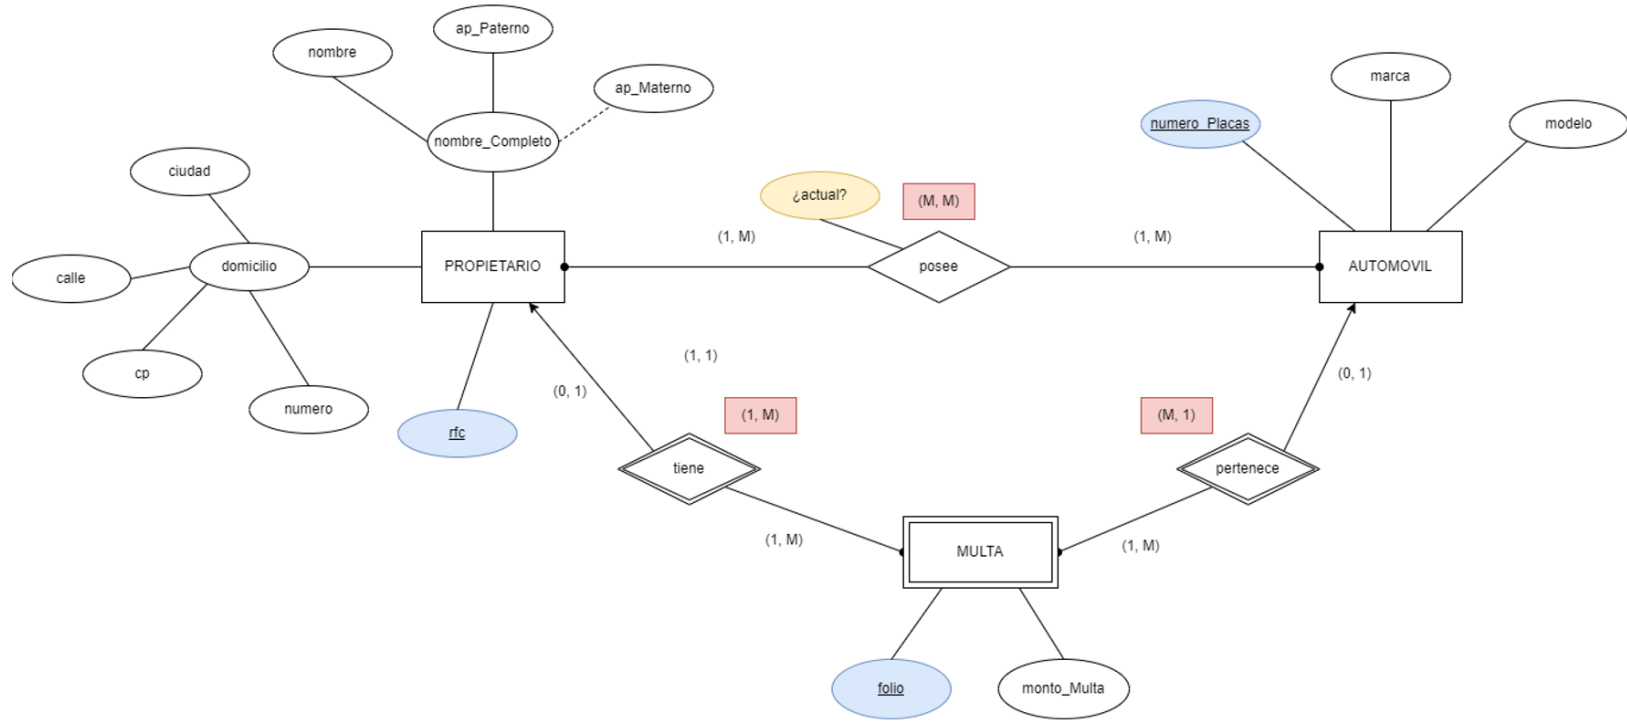 ap_Paterno
nombre
ap_Materno
nombre_Completo
marca
numero_Placas
modelo
ciudad
¿actual?
(M, M)
(1, M)
(1, M)
calle
domicilio
PROPIETARIO
posee
AUTOMOVIL
cp
numero
rfc
(1, 1)
(0, 1)
(1, M)
(M, 1)
(0, 1)
tiene
pertenece
(1, M)
MULTA
(1, M)
folio
monto_Multa